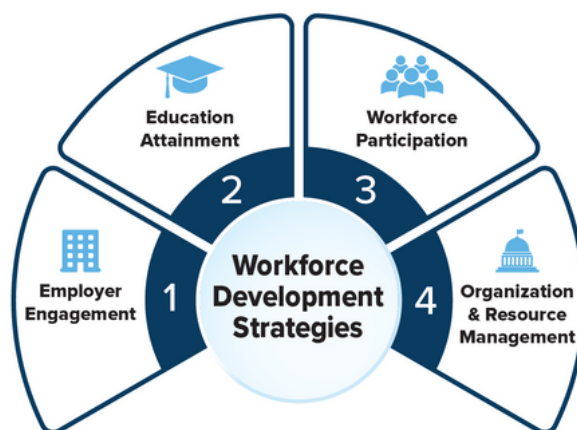 Education
Attainment
Workforce
Participation
2
3
Employer
Engagement
1
Workforce
Development
Strategies
4
Organization
& Resource
Management